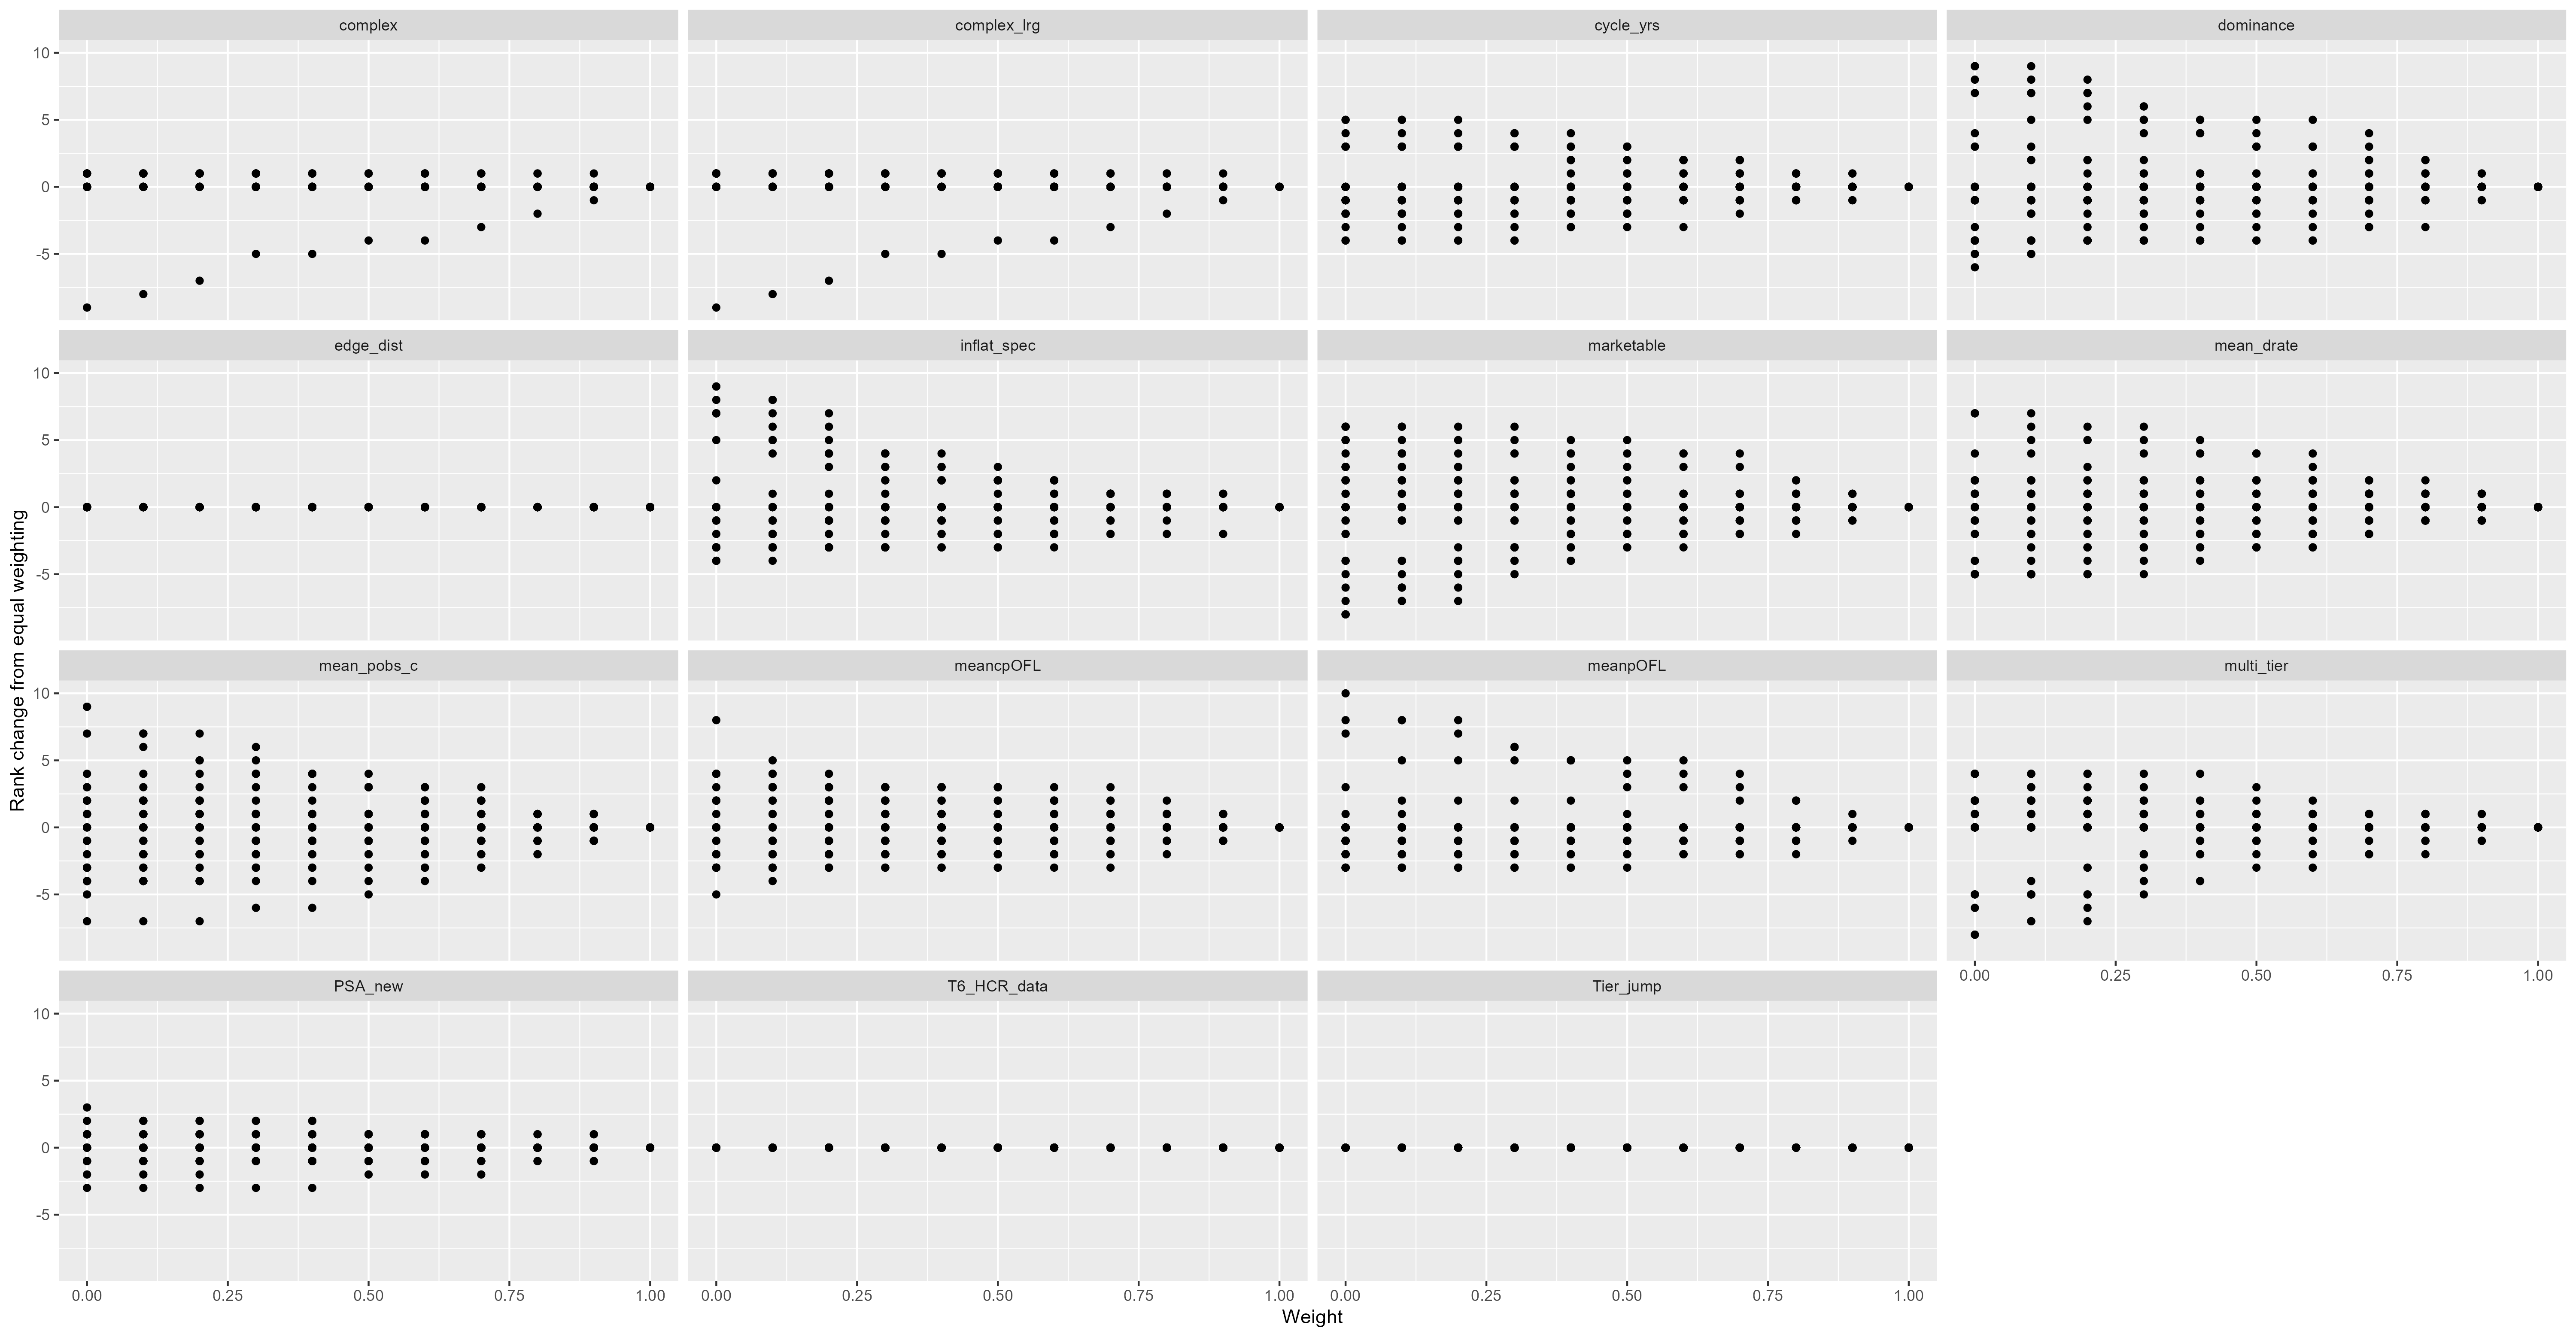 complex complex_lrg cycle_yrs dominance
10
5
0
-5
edge_dist inflat_spec marketable mean_drate
10
5
0
-5
Rank change from equal weighting
mean_pobs_c meancpOFL meanpOFL multi_tier
10
5
0
-5
0.00 0.25 0.50 0.75 1.00
PSA_new T6_HCR_data Tier_jump
10
5
0
-5
0.00 0.25 0.50 0.75 1.00 0.00 0.25 0.50 0.75 1.00 0.00 0.25 0.50 0.75 1.00
Weight